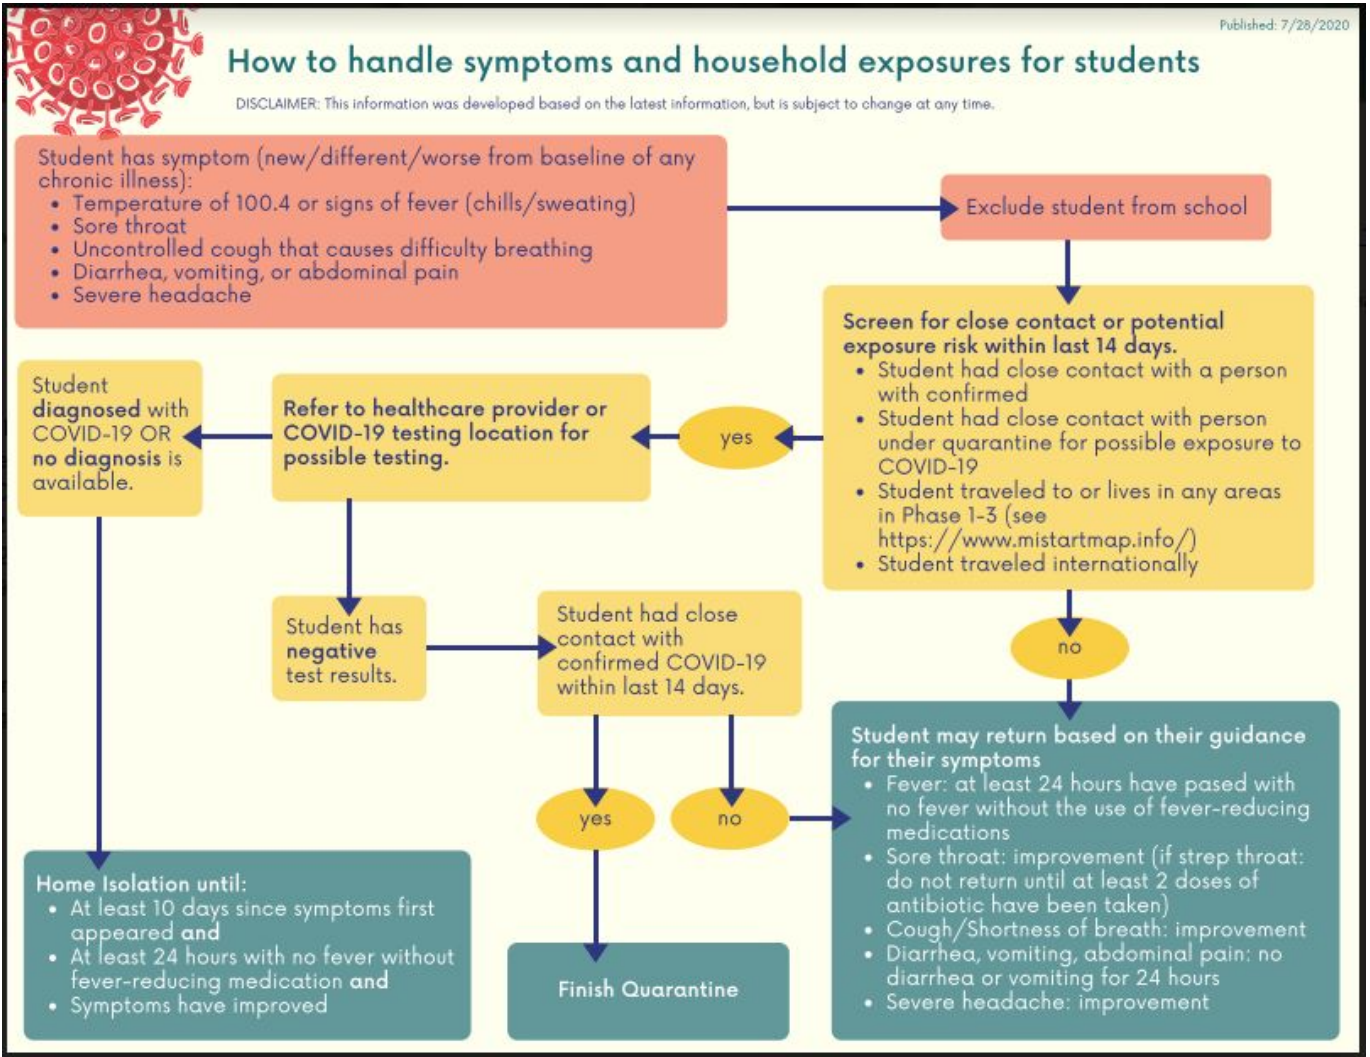 Published: 7/28/2020
How to handle symptoms and household exposures for students
DISCLAIMER: This information was developed based on the latest information, but is subject to change at any time.
Student has symptom (new/different/worse from baseline of any
chronic illness):
• Temperature of 100.4 or signs of fever (chills/sweating)
• Sore throat
• Uncontrolled cough that causes difficulty breathing
• Diarrhea, vomiting, or abdominal pain
• Severe headache
Exclude student from school
Screen for close contact or potential
exposure risk within last 14 days.
• Student had close contact with a person
with confirmed
• Student had close contact with person
under quarantine for possible exposure to
COVID-19
• Student traveled to or lives in any areas
in Phase 1-3 (see
https://www.mistartmap.info/)
• Student traveled internationally
yes
Refer to healthcare provider or
COVID-19 testing location for
possible testing.
Student
diagnosed with
COVID-19 OR
no diagnosis is
available.
Student has
negative
test results.
Student had close
contact with
confirmed COVID-19
within last 14 days.
no
yes
no
Student may return based on their guidance
for their symptoms
• Fever: at least 24 hours have pased with
no fever without the use of fever-reducing
medications
• Sore throat: improvement (if strep throat:
do not return until at least 2 doses of
antibiotic have been taken)
• Cough/Shortness of breath: improvement
• Diarrhea, vomiting, abdominal pain: no
diarrhea or vomiting for 24 hours
• Severe headache: improvement
Home Isolation until:
• At least 10 days since symptoms first
appeared and
• At least 24 hours with no fever without
fever-reducing medication and
• Symptoms have improved
Finish Quarantine